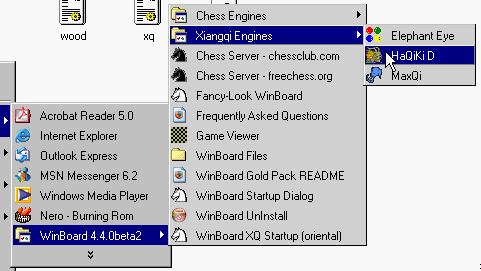 wood
xq
Chess Engines
Xiangqi Engines
Chess Server - chessclub.com
Chess Server - freechess.org
Fancy-Look WinBoard
Frequently Asked Questions
Game Viewer
WinBoard Files
WinBoard Gold Pack README
WinBoard Startup Dialog
WinBoard UnInstall
WinBoard XQ Startup (oriental)
Elephant Eye
HaQiKi D
MaxQi
Acrobat Reader 5.0
Internet Explorer
Outlook Express
MSN Messenger 6.2
Windows Media Player
Nero - Burning Rom
WinBoard 4.4.0beta2